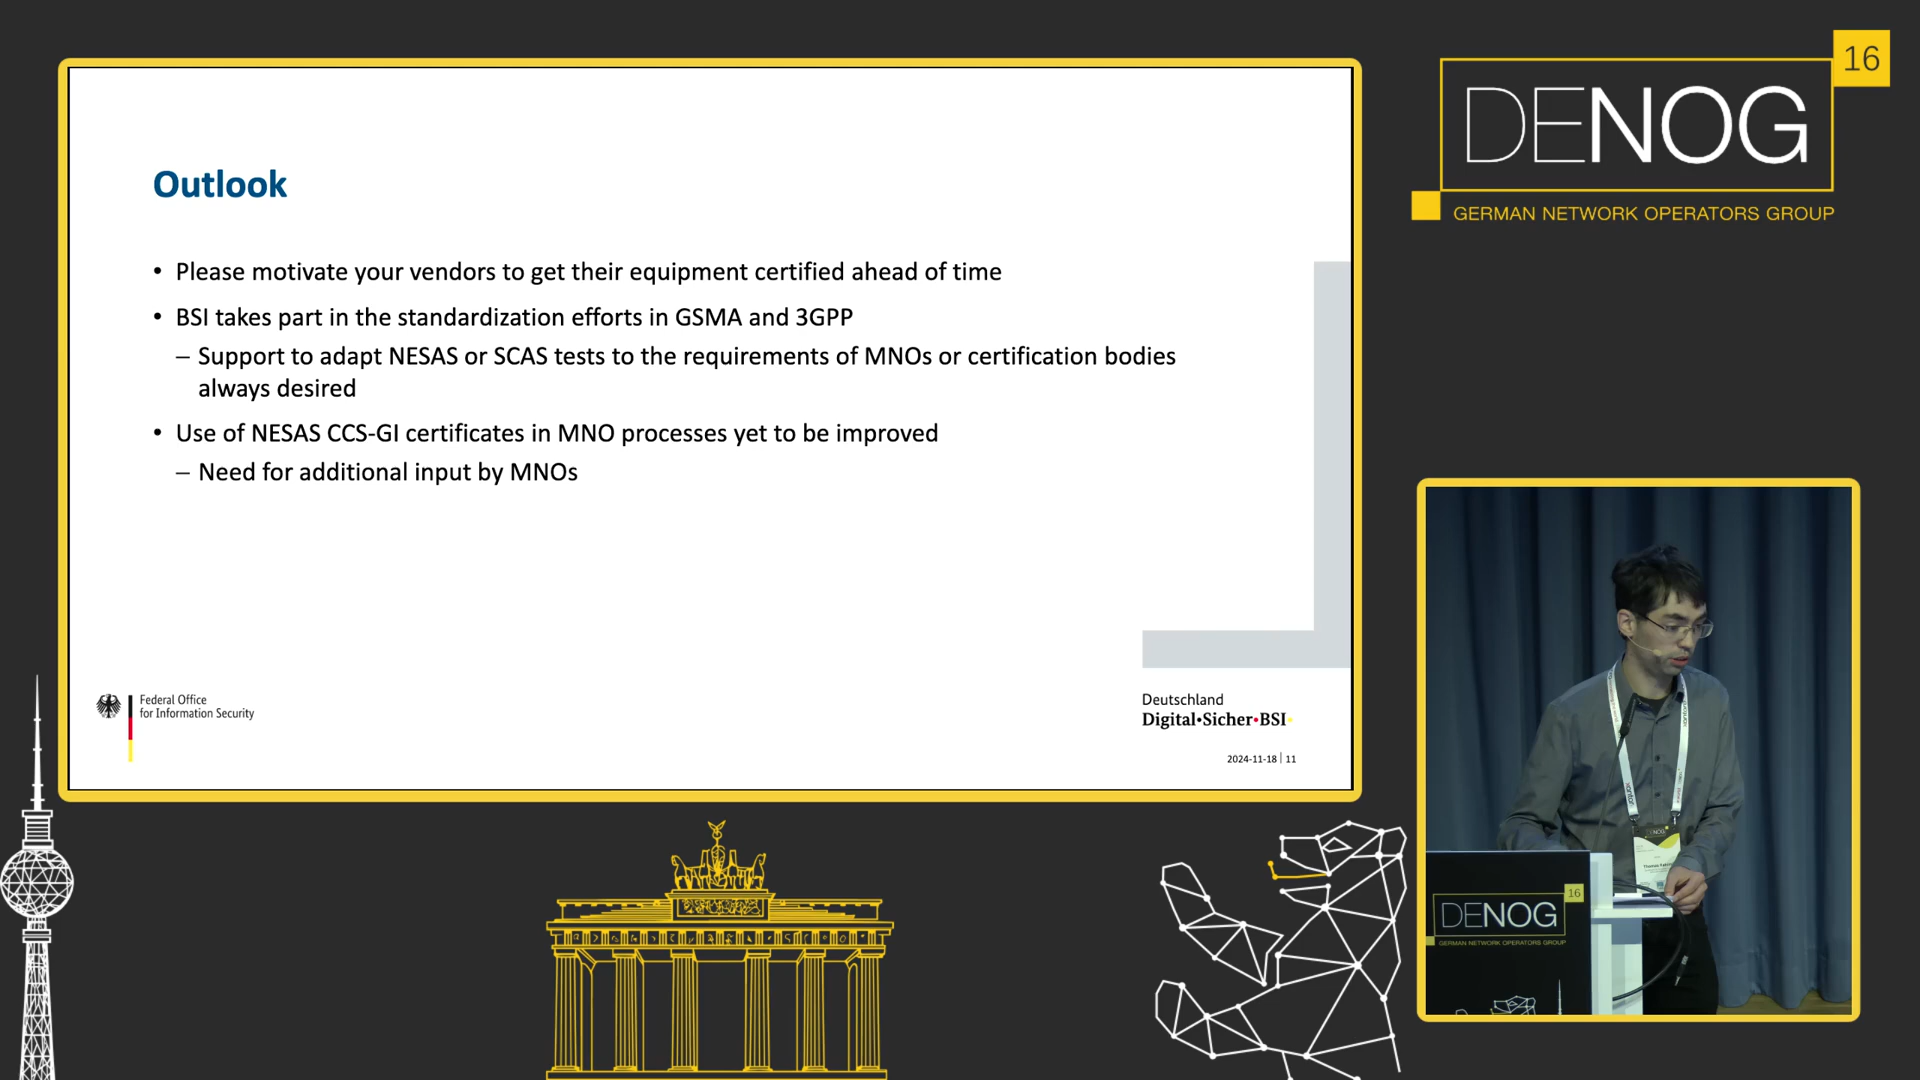 Outlook
• Please motivate your vendors to get their equipment certified ahead of time
• BSI takes part in the standardization efforts in GSMA and 3GPP
– Support to adapt NESAS or SCAS tests to the requirements of MNOs or certification bodies
always desired
• Use of NESAS CCS-GI certificates in MNO processes yet to be improved
– Need for additional input by MNOs
Federal Office
for Information Security
Deutschland
Digital•Sicher•BSI•
2024-11-18 | 11
16
DENOG
GERMAN NETWORK OPERATORS GROUP
DENOG
Thomas
16
DENOG
GERMAN NETWORK OPERATORS GROUP